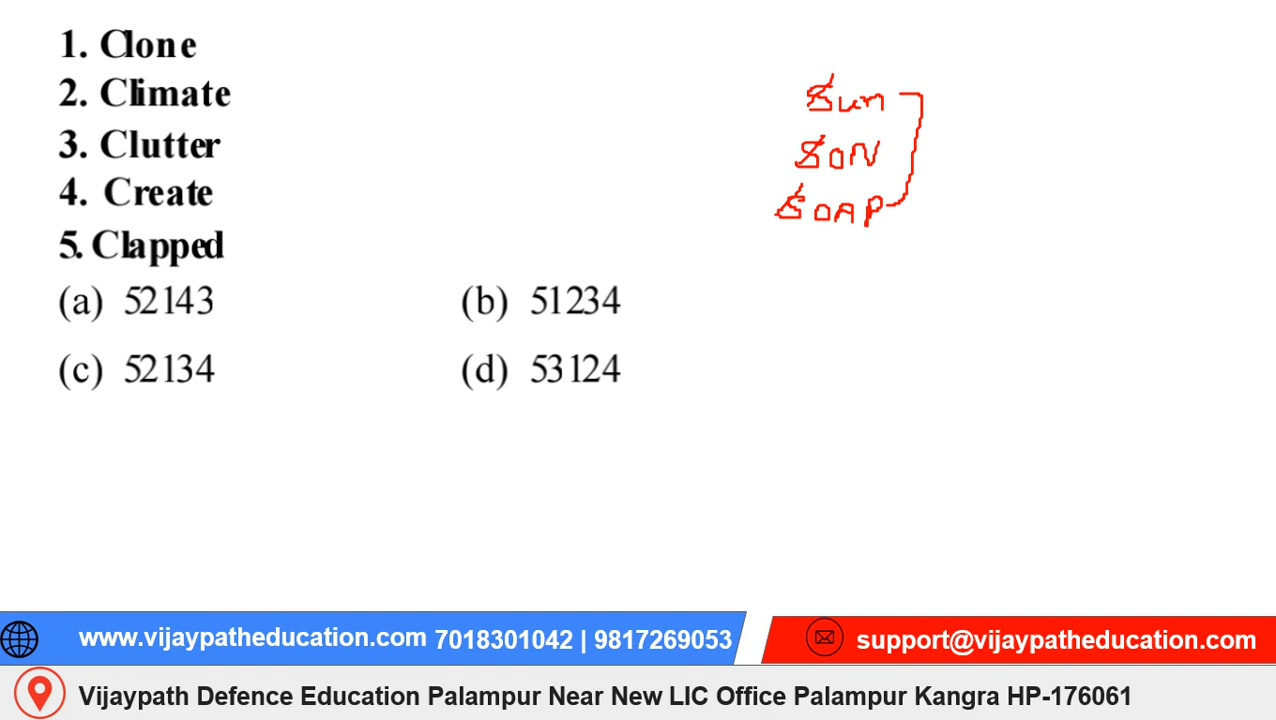 1. Clone
2. Climate
3. Clutter
4. Create
5. Clapped
(a) 52143 (b) 51234
(c) 52134 (d) 53124
Sun
SON
SOAP
www.vijaypatheducation.com 7018301042 | 9817269053
support@vijaypatheducation.com
Vijaypath Defence Education Palampur Near New LIC Office Palampur Kangra HP-176061